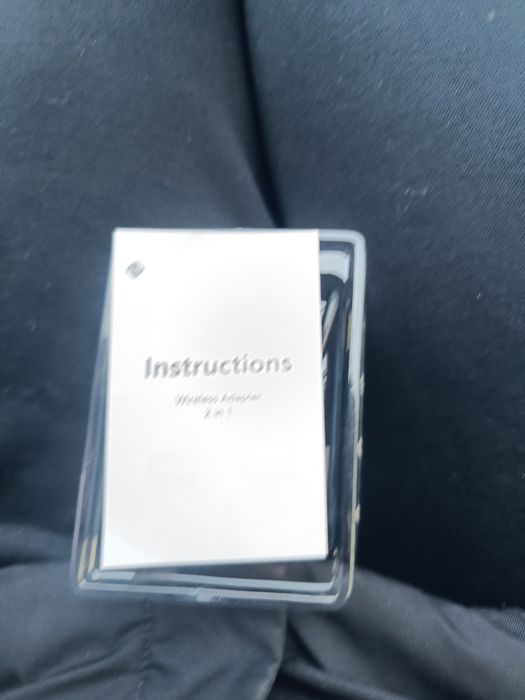 Instructions
Wireless Adapter
2 in 1